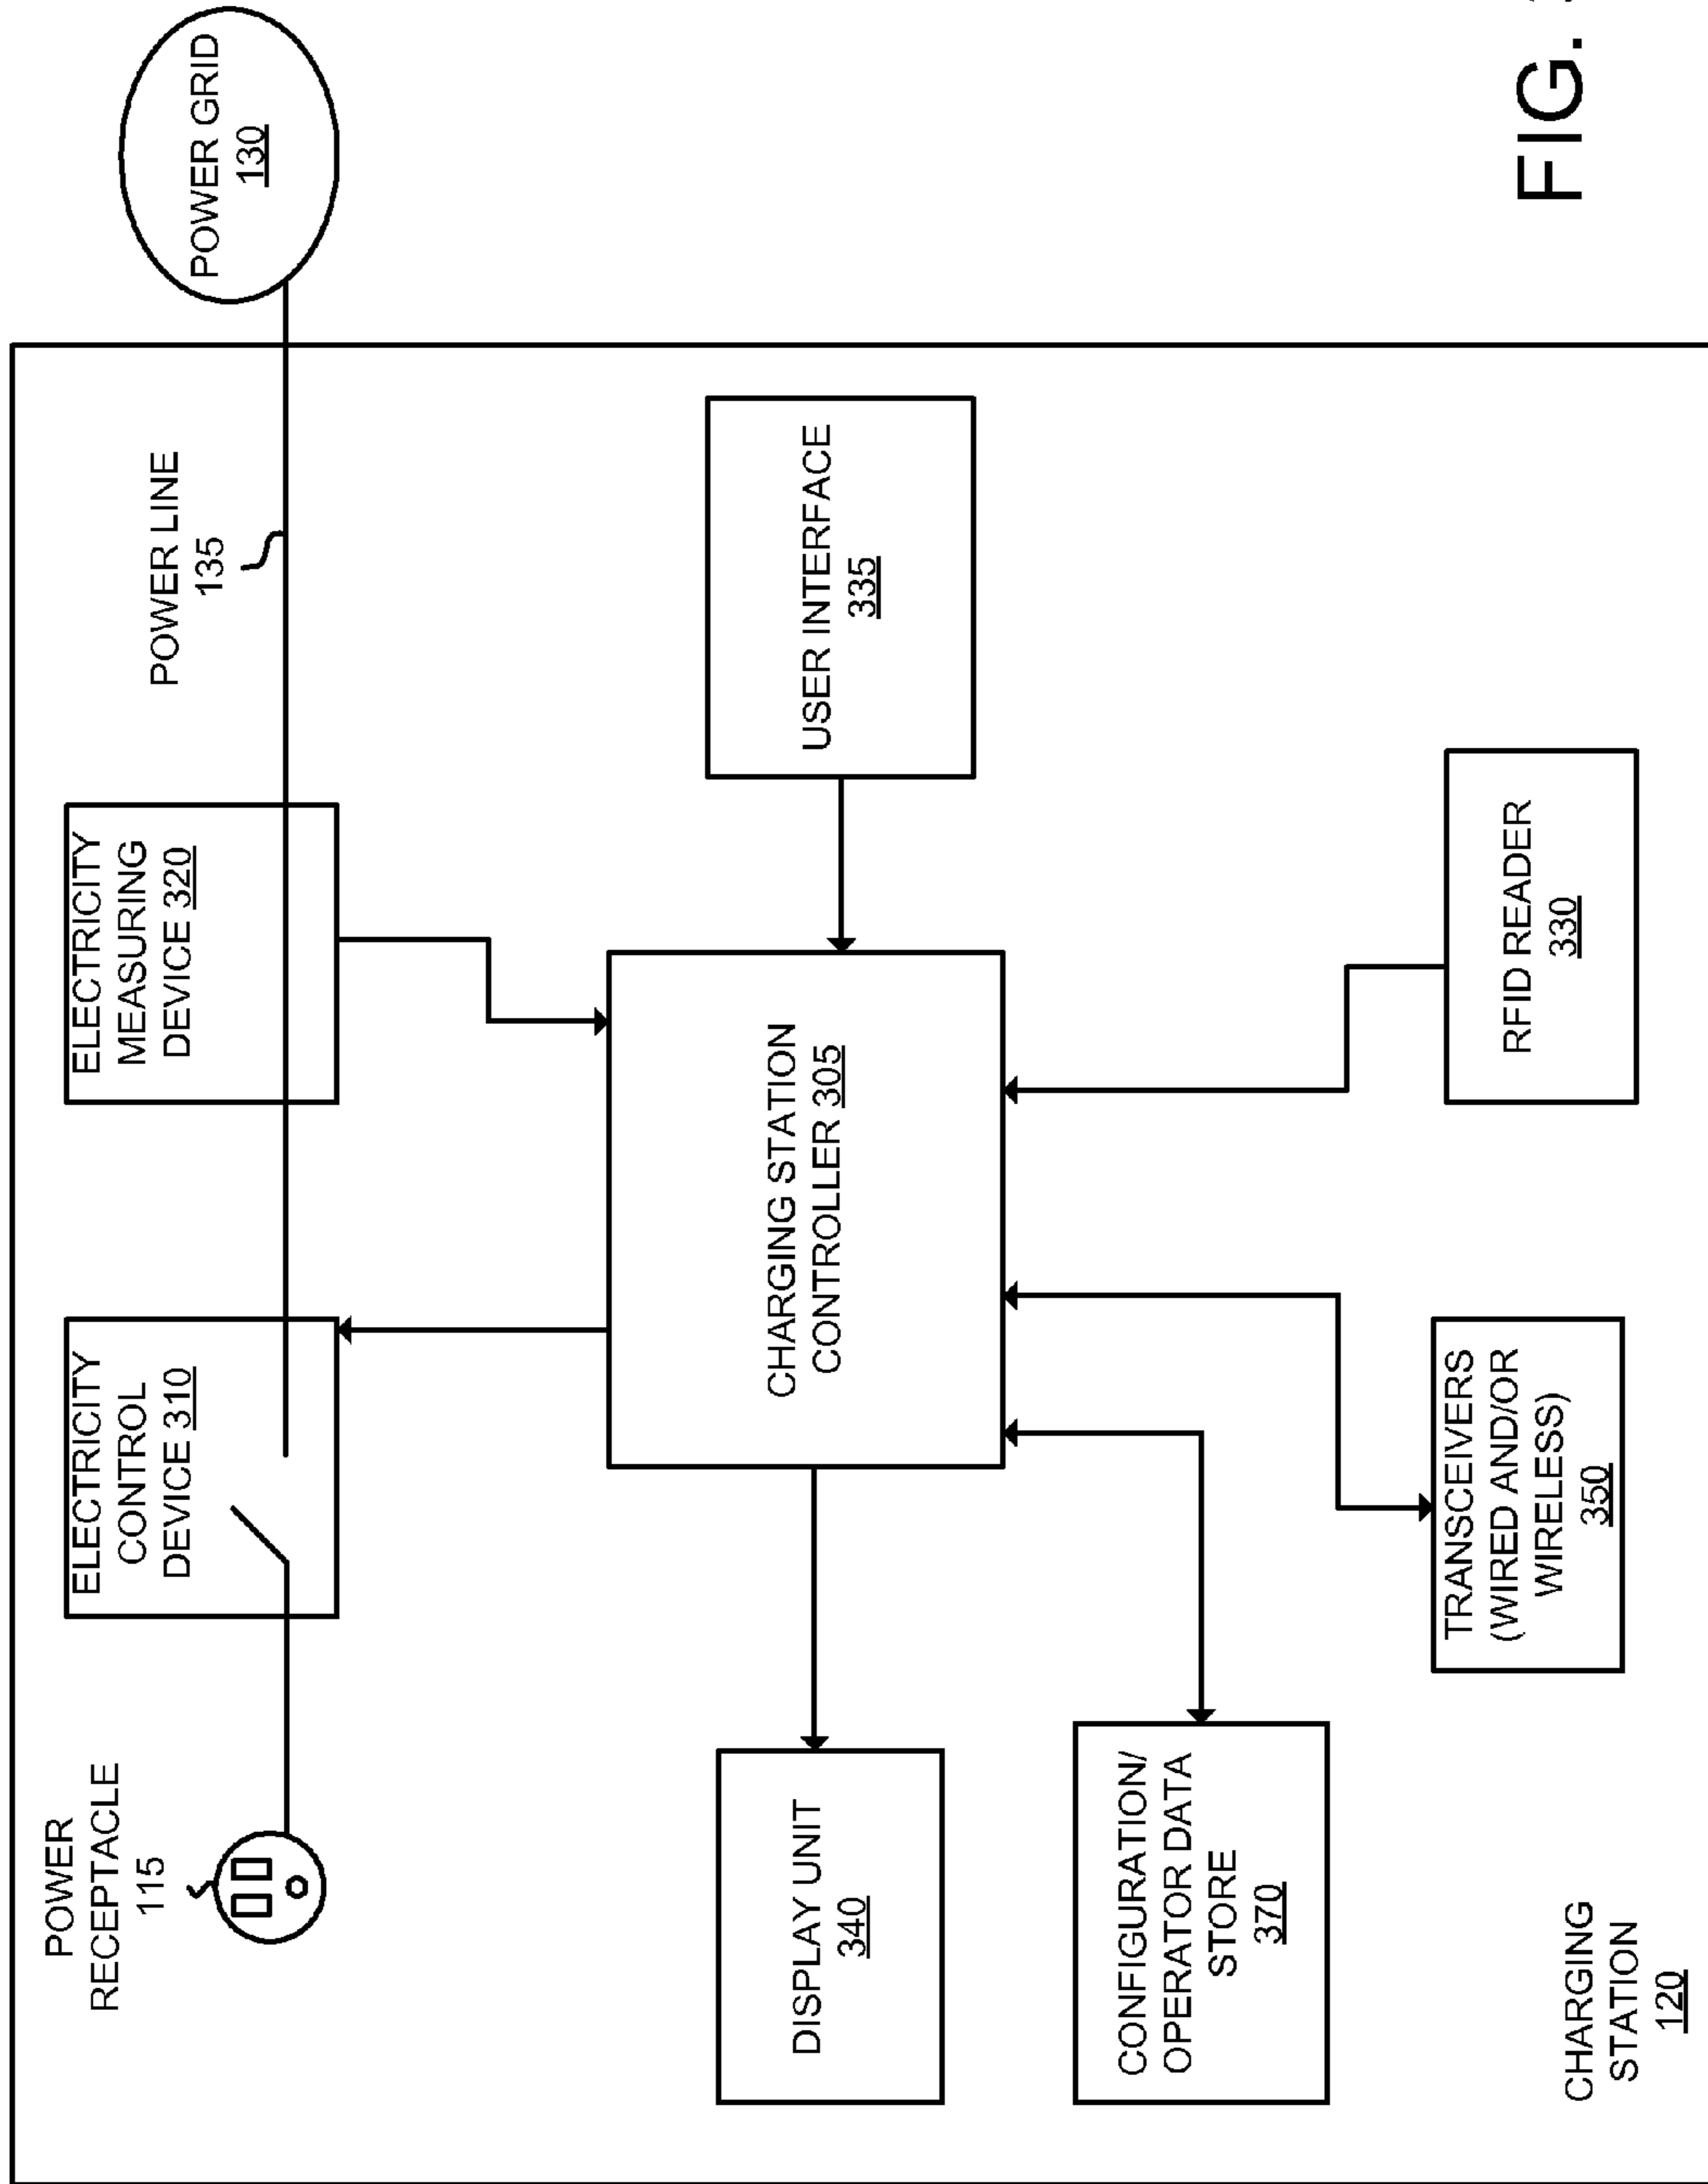 POWER
RECEPTACLE
115
ELECTRICITY
CONTROL
DEVICE 310
ELECTRICITY
MEASURING
DEVICE 320
POWER LINE
135
POWER GRID
130
DISPLAY UNIT
340
CHARGING STATION
CONTROLLER 305
USER INTERFACE
335
CONFIGURATION/
OPERATOR DATA
STORE
370
TRANSCEIVERS
(WIRED AND/OR
WIRELESS)
350
RFID READER
330
CHARGING
STATION
120
FIG.